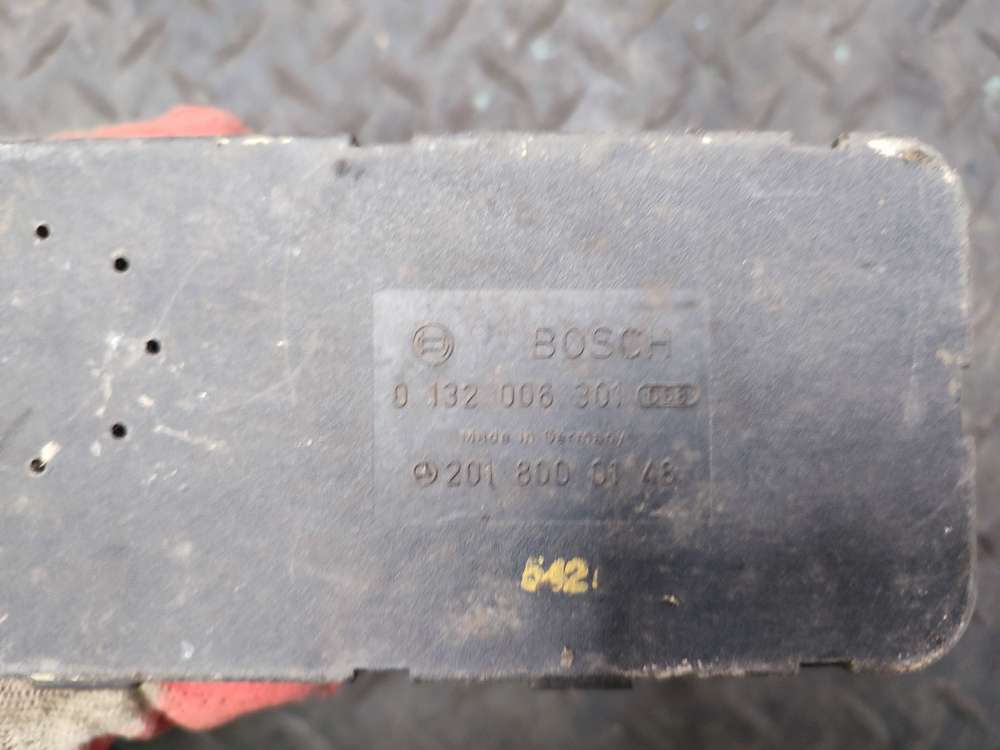 BOSCH
0 132 006 301
Made in Germany
201 800 01 48
542